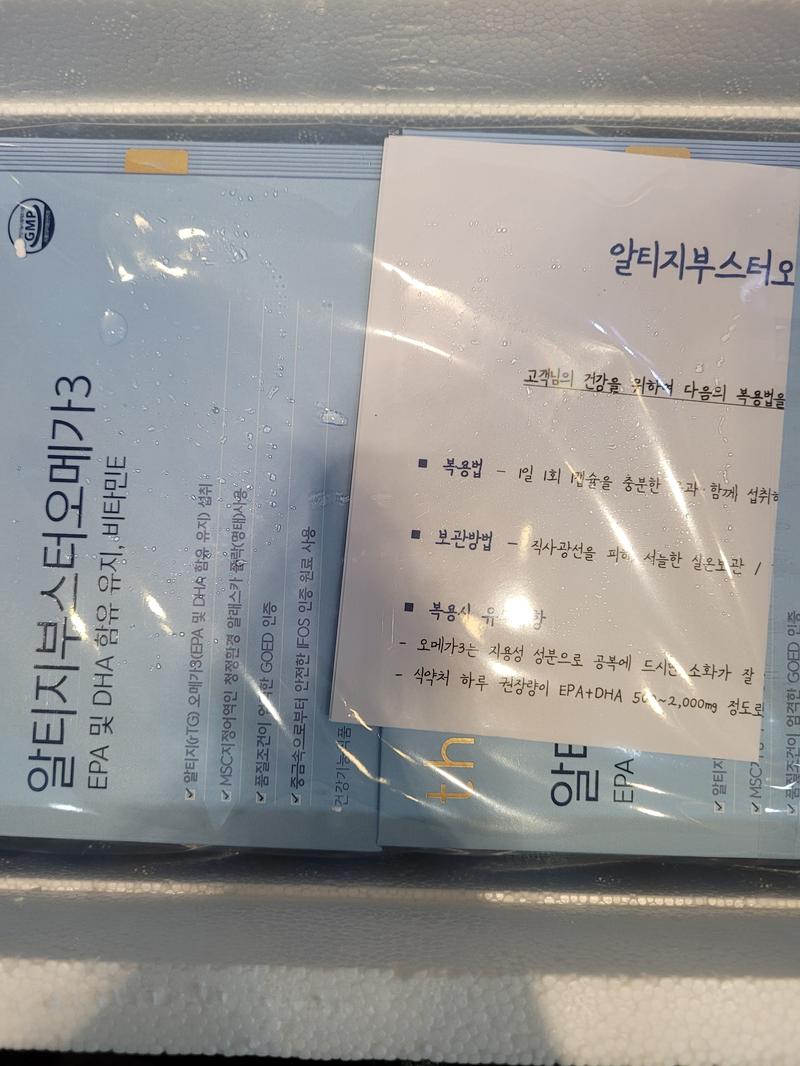 GMP
알티지부스터오메가3
EPA 및 DHA 함유 유지, 비타민E
알티지(rTG) 오메가3(EPA 및 DHA 함유 유지) 섭취
MSC지정어역인 청정환경 알래스카 폴락(명태)사용
품질조건이 엄격한 GOED 인증
중금속으로부터 안전한 IFOS 인증 원료 사용
건강기능식품
알티지부스터오
고객님의 건강을 위하여 다음의 복용법을
■ 복용법 - 1일 1회 1캡슐을 충분한 함께 섭취하
■ 보관방법 - 직사광선을 피해 서늘한 실온보관 /
■ 복용시
- 오메가3는 지용성 성분으로 공복에 드시면 소화가 잘
- 식약처 하루 권장량이 EPA+DHA 500~2,000mg 정도로
th
알티
EPA
알티지
MSC
품질조건이 엄격한 GOED 인증